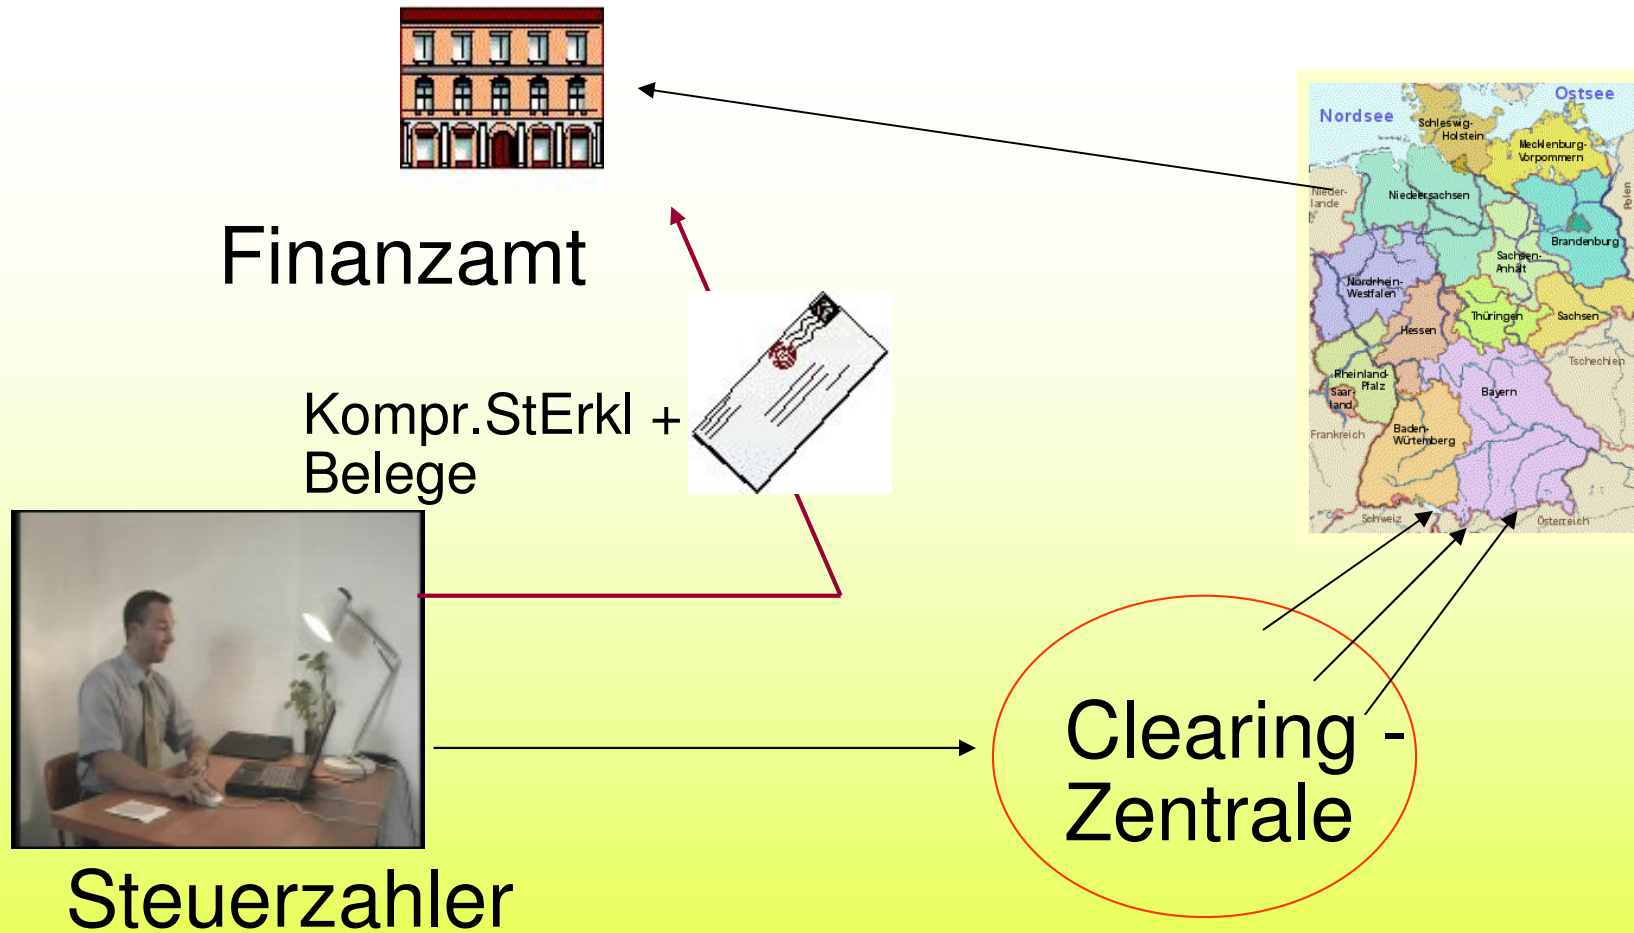 Finanzamt
Kompr.StErkl +
Belege
Steuerzahler
Clearing -
Zentrale
Nordsee
Ostsee
Schleswig-
Holstein
Mecklenburg-
Vorpommern
Nieder-
lande
Niedersachsen
Polen
Brandenburg
Sachsen-
Anhalt
Nordrhein-
Westfalen
Thüringen
Sachsen
Hessen
Tschechien
Rheinland-
Pfalz
Saar-
land
Bayern
Frankreich
Baden-
Würtemberg
Schweiz
Österreich